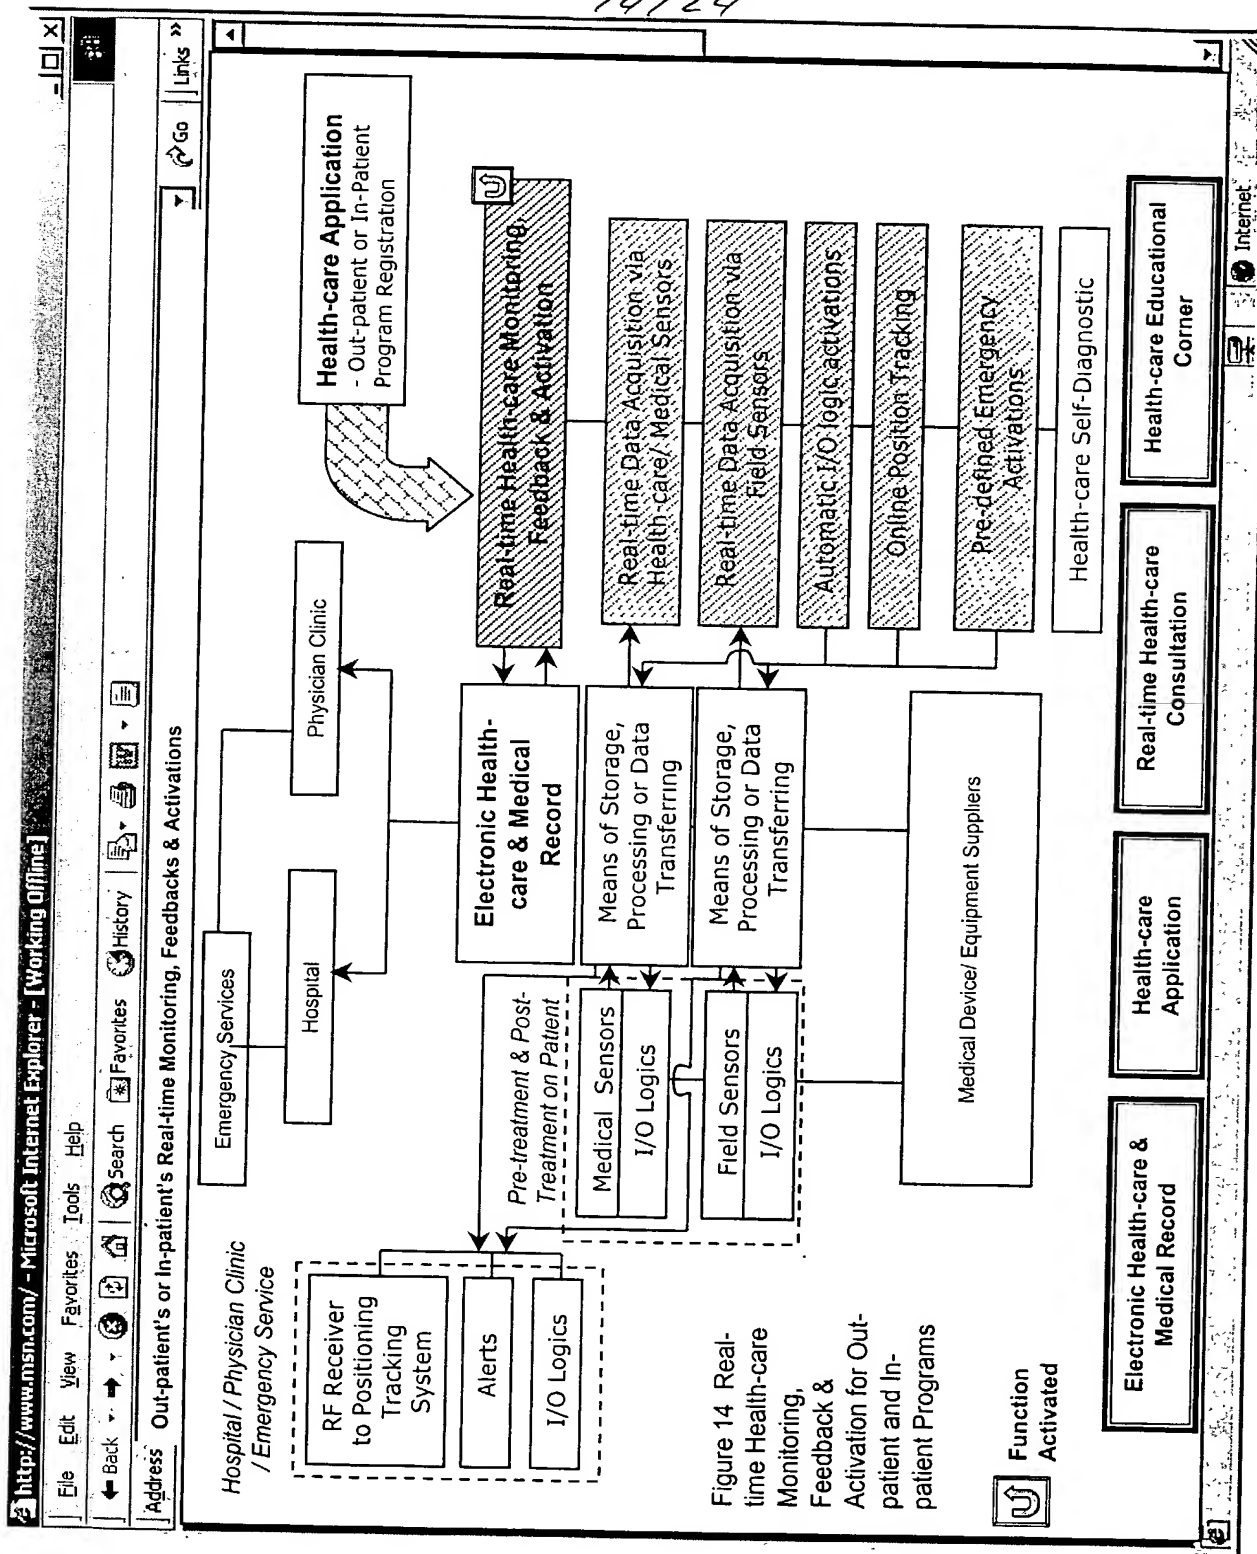 14/24
http://www.msn.com/ - Microsoft Internet Explorer - [Working Offline]
File Edit View Favorites Tools Help
Back Search Favorites History
Address Out-patient's or In-patient's Real-time Monitoring, Feedbacks & Activations Go Links »
Emergency Services
Hospital
Physician Clinic
Health-care Application
- Out-patient or In-Patient
Program Registration
Hospital / Physician Clinic
/ Emergency Service
RF Receiver
to Positioning
Tracking
System
Alerts
I/O Logics
Electronic Health-
care & Medical
Record
Real-time Health-care Monitoring,
Feedback & Activation
Pre-treatment & Post-
Treatment on Patient
Medical Sensors
I/O Logics
Means of Storage,
Processing or Data
Transferring
Real-time Data Acquistion via
Health-care/ Medical Sensors
Field Sensors
I/O Logics
Means of Storage,
Processing or Data
Transferring
Real-time Data Acquisition via
Field Sensors
Automatic I/O logic activations
Online Position Tracking
Pre-defined Emergency
Activations
Medical Device/ Equipment Suppliers
Health-care Self-Diagnostic
Figure 14 Real-
time Health-care
Monitoring,
Feedback &
Activation for Out-
patient and In-
patient Programs
Function
Activated
Electronic Health-care &
Medical Record
Health-care
Application
Real-time Health-care
Consultation
Health-care Educational
Corner
Internet